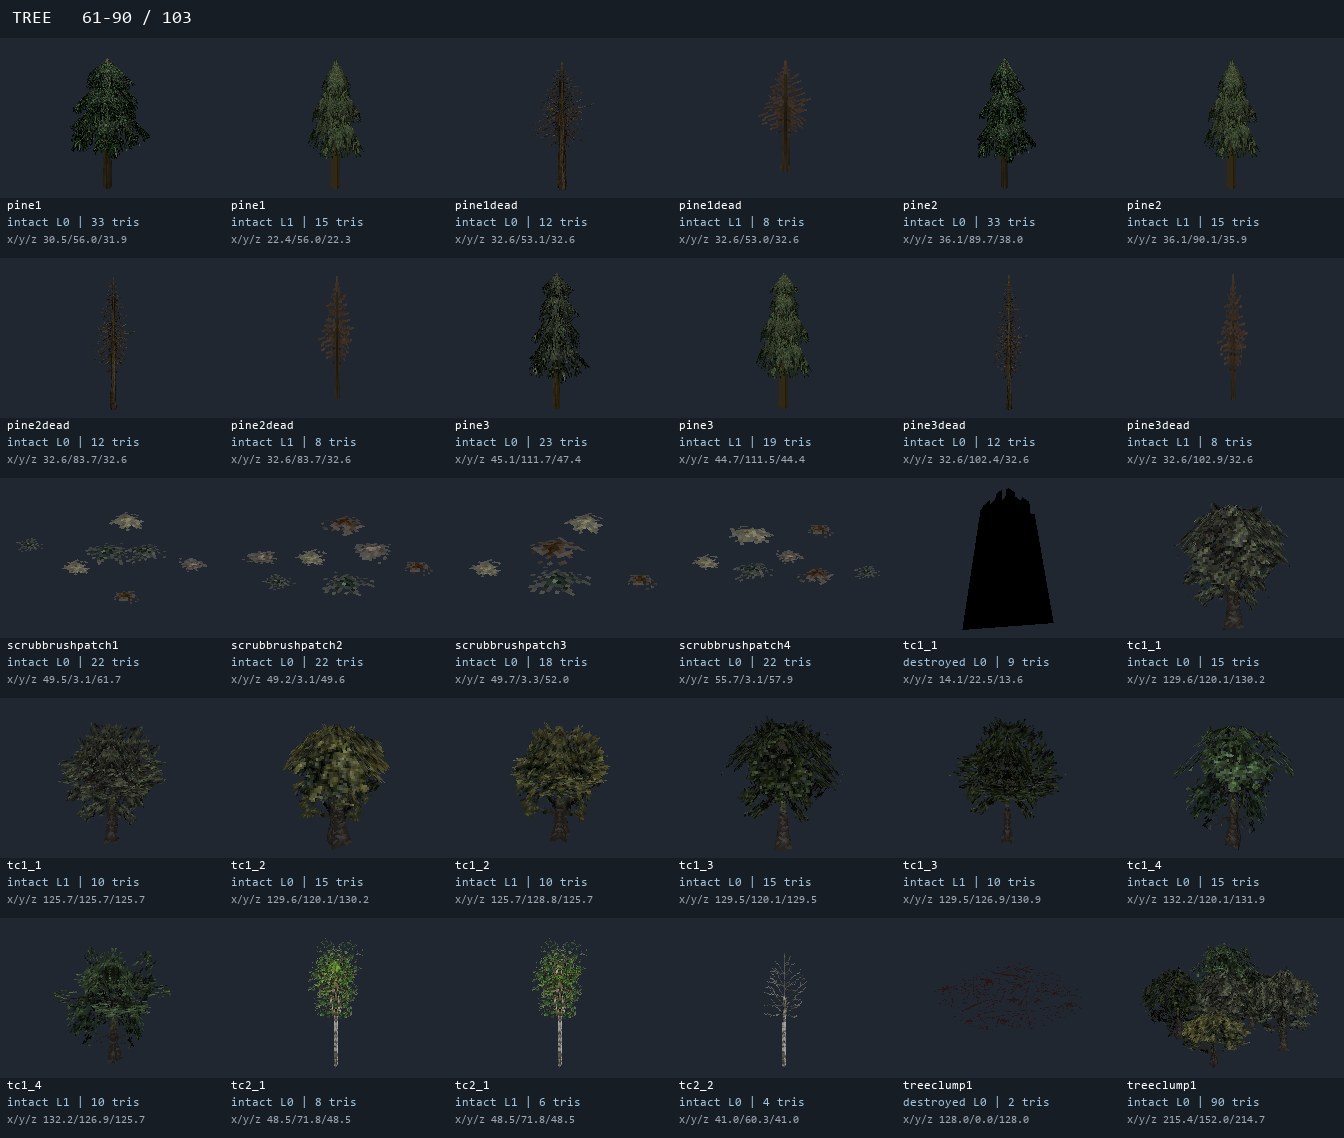 TREE 61-90 / 103
pine1
intact L0 | 33 tris
x/y/z 30.5/56.0/31.9
pine1
intact L1 | 15 tris
x/y/z 22.4/56.0/22.3
pine1dead
intact L0 | 12 tris
x/y/z 32.6/53.1/32.6
pine1dead
intact L1 | 8 tris
x/y/z 32.6/53.0/32.6
pine2
intact L0 | 33 tris
x/y/z 36.1/89.7/38.0
pine2
intact L1 | 15 tris
x/y/z 36.1/90.1/35.9
pine2dead
intact L0 | 12 tris
x/y/z 32.6/83.7/32.6
pine2dead
intact L1 | 8 tris
x/y/z 32.6/83.7/32.6
pine3
intact L0 | 23 tris
x/y/z 45.1/111.7/47.4
pine3
intact L1 | 19 tris
x/y/z 44.7/111.5/44.4
pine3dead
intact L0 | 12 tris
x/y/z 32.6/102.4/32.6
pine3dead
intact L1 | 8 tris
x/y/z 32.6/102.9/32.6
scrubbrushpatch1
intact L0 | 22 tris
x/y/z 49.5/3.1/61.7
scrubbrushpatch2
intact L0 | 22 tris
x/y/z 49.2/3.1/49.6
scrubbrushpatch3
intact L0 | 18 tris
x/y/z 49.7/3.3/52.0
scrubbrushpatch4
intact L0 | 22 tris
x/y/z 55.7/3.1/57.9
tc1_1
destroyed L0 | 9 tris
x/y/z 14.1/22.5/13.6
tc1_1
intact L0 | 15 tris
x/y/z 129.6/120.1/130.2
tc1_1
intact L1 | 10 tris
x/y/z 125.7/125.7/125.7
tc1_2
intact L0 | 15 tris
x/y/z 129.6/120.1/130.2
tc1_2
intact L1 | 10 tris
x/y/z 125.7/128.8/125.7
tc1_3
intact L0 | 15 tris
x/y/z 129.5/120.1/129.5
tc1_3
intact L1 | 10 tris
x/y/z 129.5/126.9/130.9
tc1_4
intact L0 | 15 tris
x/y/z 132.2/120.1/131.9
tc1_4
intact L1 | 10 tris
x/y/z 132.2/126.9/125.7
tc2_1
intact L0 | 8 tris
x/y/z 48.5/71.8/48.5
tc2_1
intact L1 | 6 tris
x/y/z 48.5/71.8/48.5
tc2_2
intact L0 | 4 tris
x/y/z 41.0/60.3/41.0
treeclump1
destroyed L0 | 2 tris
x/y/z 128.0/0.0/128.0
treeclump1
intact L0 | 90 tris
x/y/z 215.4/152.0/214.7